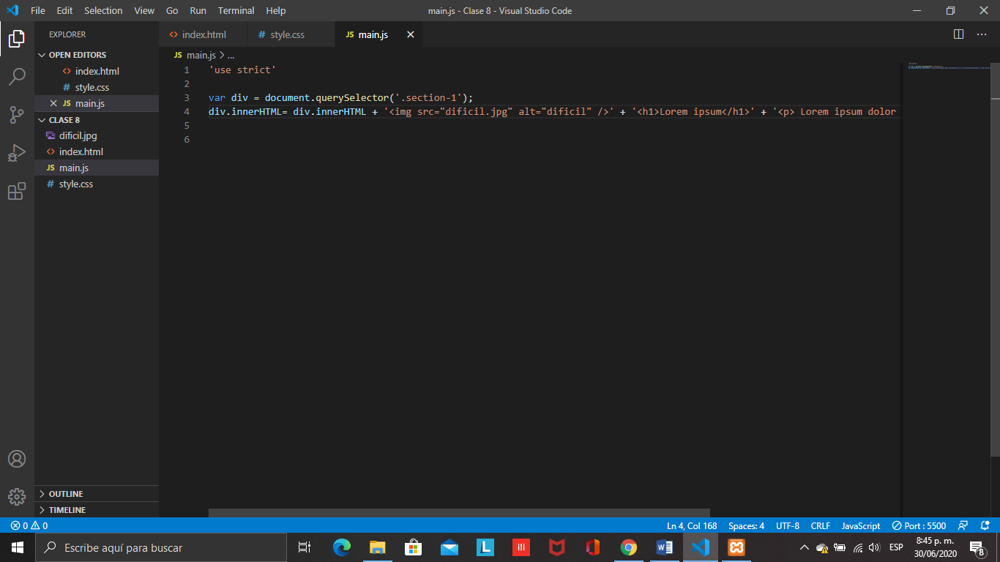 File Edit Selection View Go Run Terminal Help
main.js - Clase 8 - Visual Studio Code
EXPLORER
OPEN EDITORS
index.html
style.css
JS main.js
CLASE 8
dificil.jpg
index.html
JS main.js
style.css
OUTLINE
TIMELINE
index.html
style.css
JS main.js
JS main.js > ...
1 'use strict'
2
3 var div = document.querySelector('.section-1');
4 div.innerHTML= div.innerHTML + '<img src="dificil.jpg" alt="dificil" />' + '<h1>Lorem ipsum</h1>' + '<p> Lorem ipsum dolor
5
6
0 0
Ln 4, Col 168 Spaces: 4 UTF-8 CRLF JavaScript Port : 5500
Escribe aquí para buscar
L
ESP
8:45 p. m.
30/06/2020
8